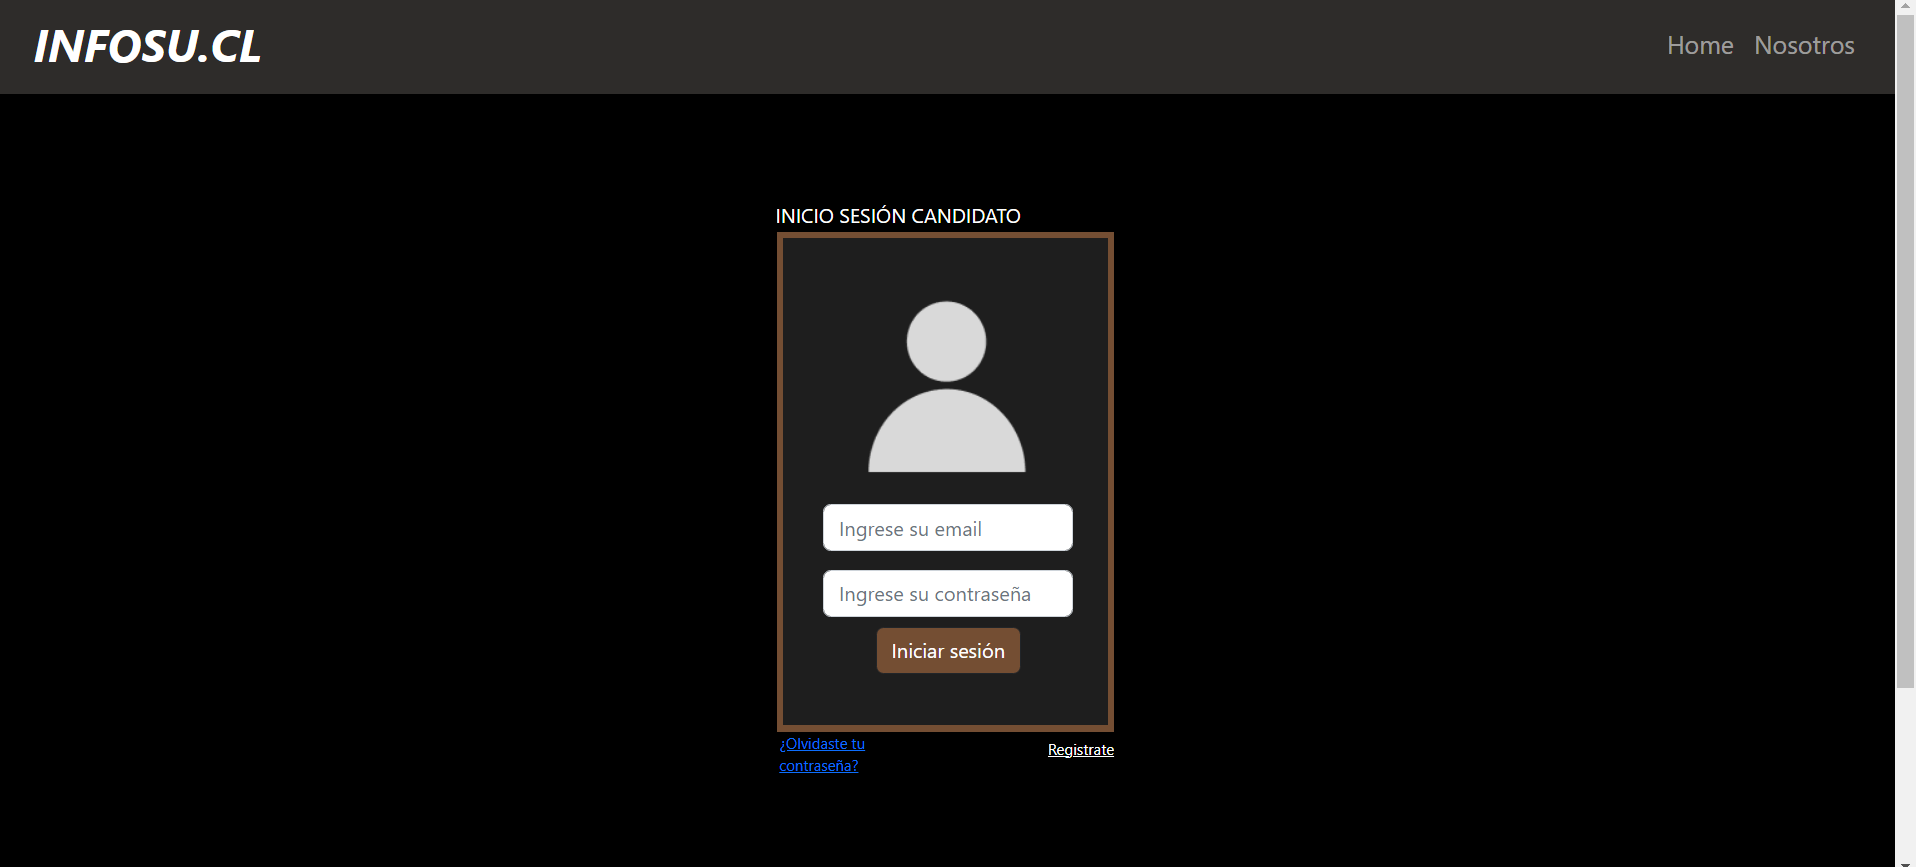 INFOSU.CL
Home Nosotros
INICIO SESIÓN CANDIDATO
Ingrese su email
Ingrese su contraseña
Iniciar sesión
¿Olvidaste tu
contraseña?
Registrate